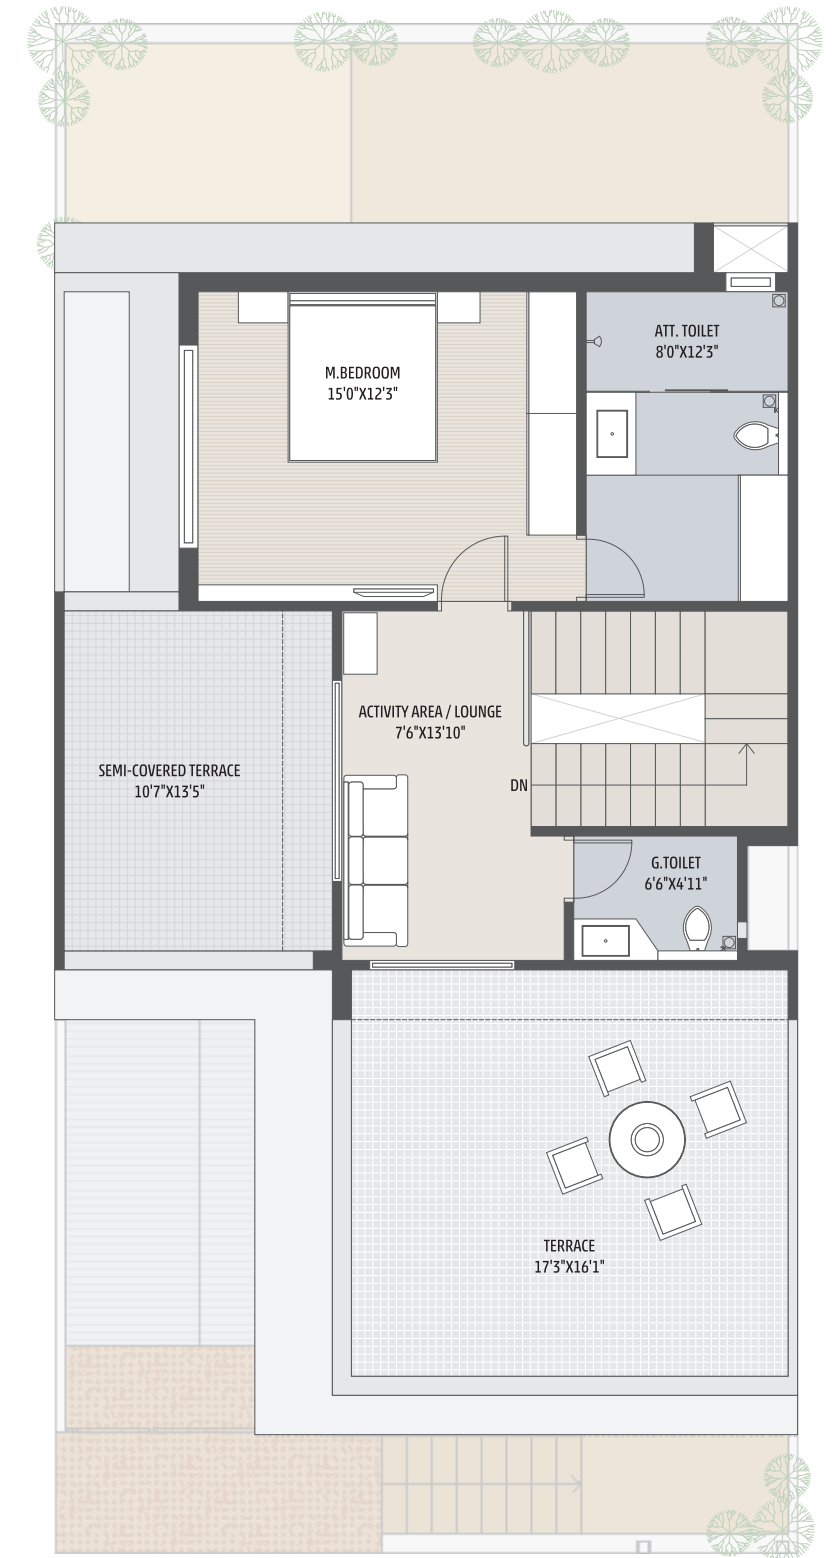 ATT. TOILET
8'0"X12'3"
M.BEDROOM
15'0"X12'3"
ACTIVITY AREA / LOUNGE
7'6"X13'10"
SEMI-COVERED TERRACE
10'7"X13'5"
DN
G.TOILET
6'6"X4'11"
TERRACE
17'3"X16'1"